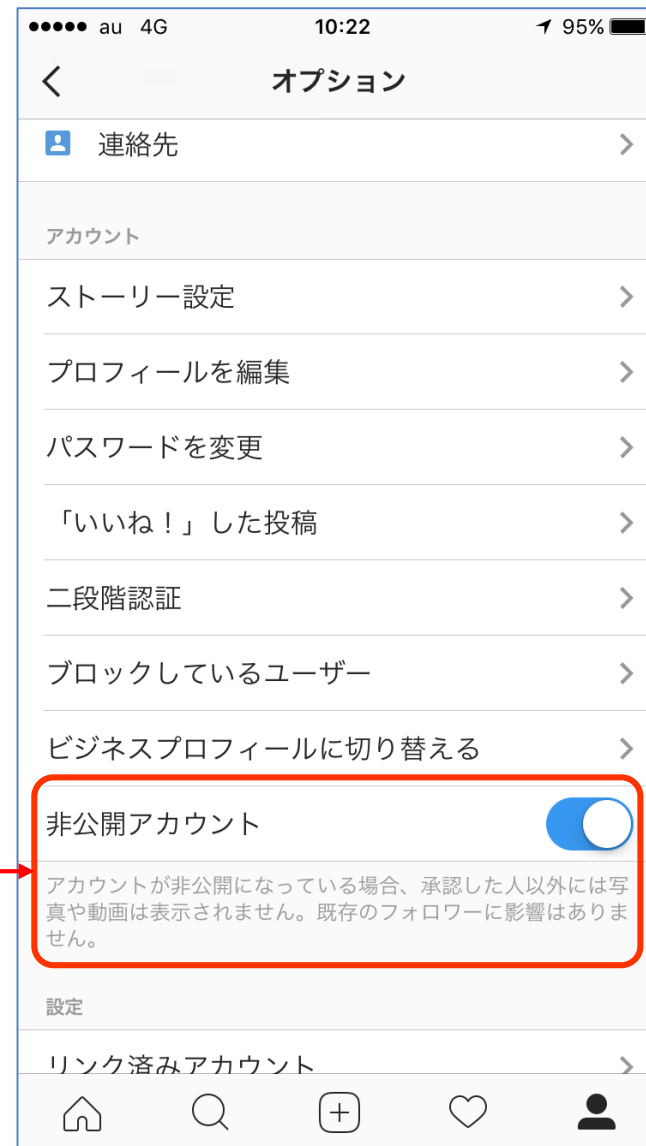 au 4G 10:22 95%
オプション
連絡先
アカウント
ストーリー設定
プロフィールを編集
パスワードを変更
「いいね！」した投稿
二段階認証
ブロックしているユーザー
ビジネスプロフィールに切り替える
非公開アカウント
アカウントが非公開になっている場合、承認した人以外には写
真や動画は表示されません。既存のフォロワーに影響はありま
せん。
設定
リンク済みアカウント